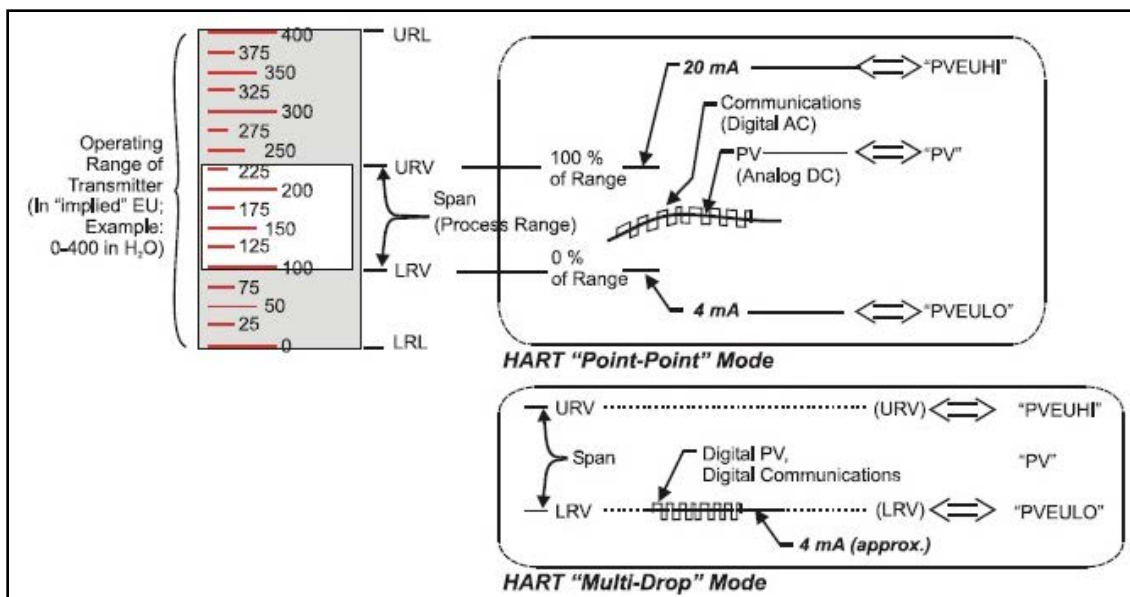 Operating
Range of
Transmitter
(In "implied" EU;
Example:
0-400 in H₂O)
400
375
350
325
300
275
250
225
200
175
150
125
100
75
50
25
0
URL
URV
Span
(Process Range)
LRV
LRL
20 mA
"PVEUHI"
Communications
(Digital AC)
100 %
of Range
PV
(Analog DC)
"PV"
0 %
of Range
4 mA
"PVEULO"
HART "Point-Point" Mode
URV
(URV)
"PVEUHI"
Span
Digital PV,
Digital Communications
"PV"
LRV
(LRV)
"PVEULO"
4 mA (approx.)
HART "Multi-Drop" Mode